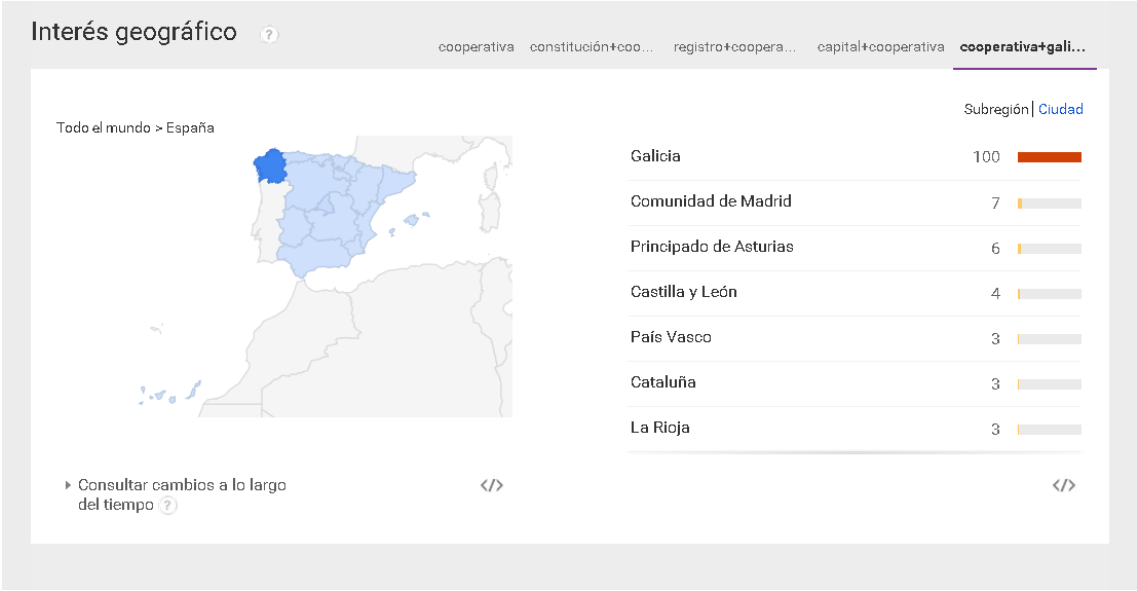 Interés geográfico ?
cooperativa constitución+coo... registro+coopera... capital+cooperativa cooperativa+gali...
Subregión| Ciudad
Todo el mundo > España
Galicia 100
Comunidad de Madrid 7
Principado de Asturias 6
Castilla y León 4
País Vasco 3
Cataluña 3
La Rioja 3
Consultar cambios a lo largo
del tiempo ?
</> </>